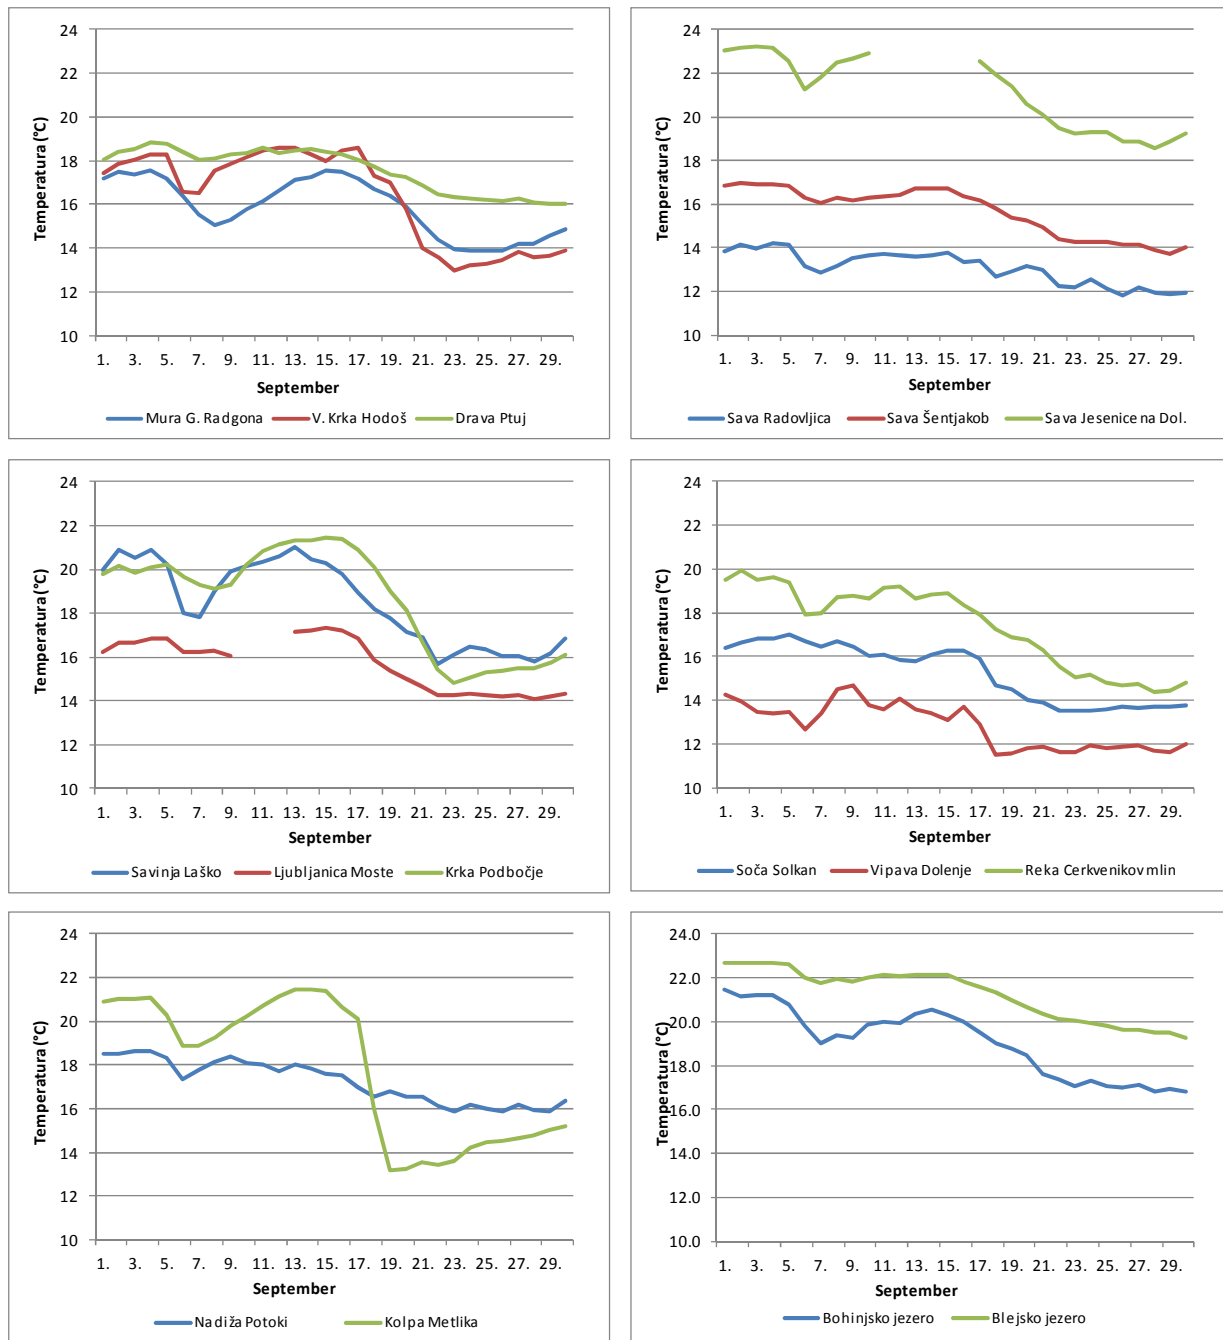 24
22
20
18
16
14
12
10
Temperatura (°C)
1. 3. 5. 7. 9. 11. 13. 15. 17. 19. 21. 23. 25. 27. 29.
September
Mura G. Radgona V. Krka Hodoš Drava Ptuj
24
22
20
18
16
14
12
10
Temperatura (°C)
1. 3. 5. 7. 9. 11. 13. 15. 17. 19. 21. 23. 25. 27. 29.
September
Sava Radovljica Sava Šentjakob Sava Jesenice na Dol.
24
22
20
18
16
14
12
10
Temperatura (°C)
1. 3. 5. 7. 9. 11. 13. 15. 17. 19. 21. 23. 25. 27. 29.
September
Savinja Laško Ljubljanica Moste Krka Podbočje
24
22
20
18
16
14
12
10
Temperatura (°C)
1. 3. 5. 7. 9. 11. 13. 15. 17. 19. 21. 23. 25. 27. 29.
September
Soča Solkan Vipava Dolenje Reka Cerkvenikov mlin
24
22
20
18
16
14
12
10
Temperatura (°C)
1. 3. 5. 7. 9. 11. 13. 15. 17. 19. 21. 23. 25. 27. 29.
September
Nadiža Potoki Kolpa Metlika
24.0
22.0
20.0
18.0
16.0
14.0
12.0
10.0
Temperatura (°C)
1. 3. 5. 7. 9. 11. 13. 15. 17. 19. 21. 23. 25. 27. 29.
September
Bohinjsko jezero Blejsko jezero